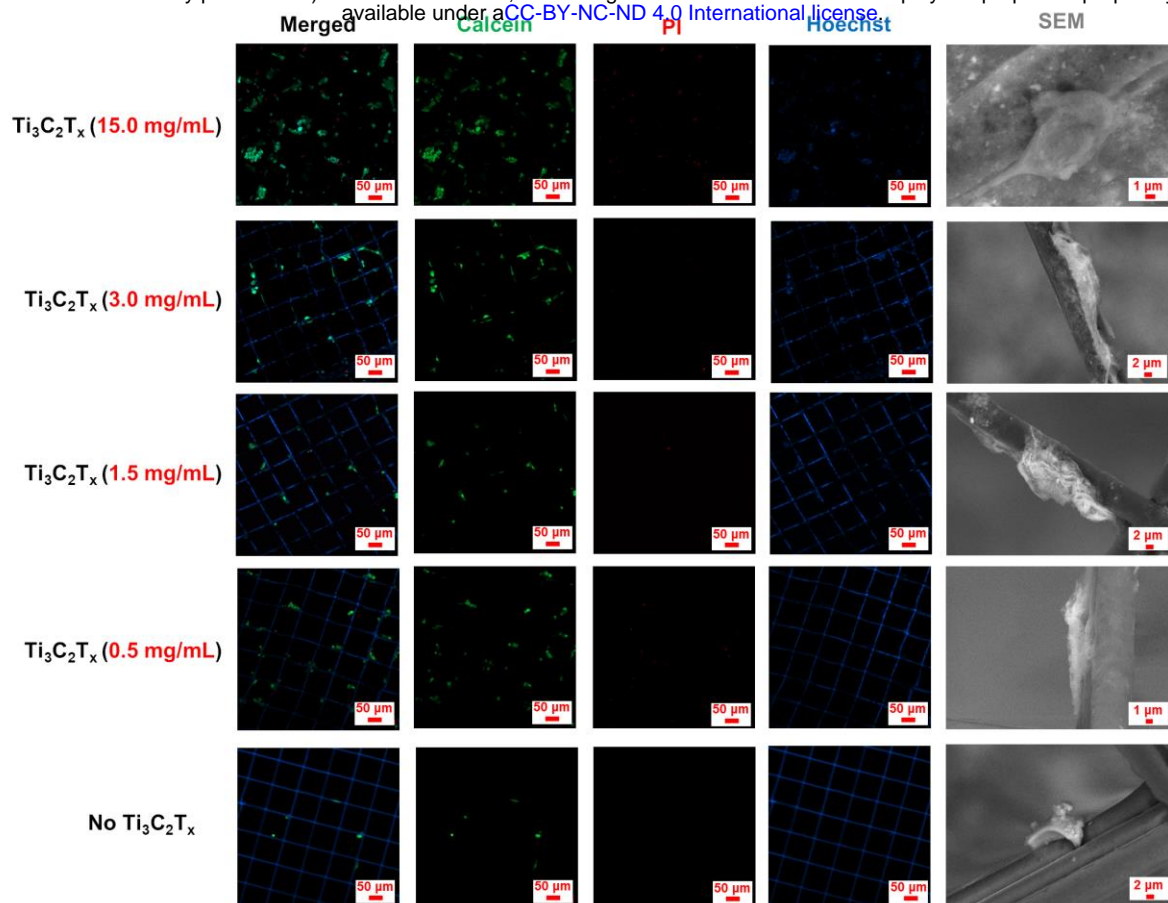 available under aCC-BY-NC-ND 4.0 International license.
Merged Calcein PI Hoechst SEM
Ti3C2Tx (15.0 mg/mL)
50 µm 50 µm 50 µm 50 µm 1 µm
Ti3C2Tx (3.0 mg/mL)
50 µm 50 µm 50 µm 50 µm 2 µm
Ti3C2Tx (1.5 mg/mL)
50 µm 50 µm 50 µm 50 µm 2 µm
Ti3C2Tx (0.5 mg/mL)
50 µm 50 µm 50 µm 50 µm 1 µm
No Ti3C2Tx
50 µm 50 µm 50 µm 50 µm 2 µm